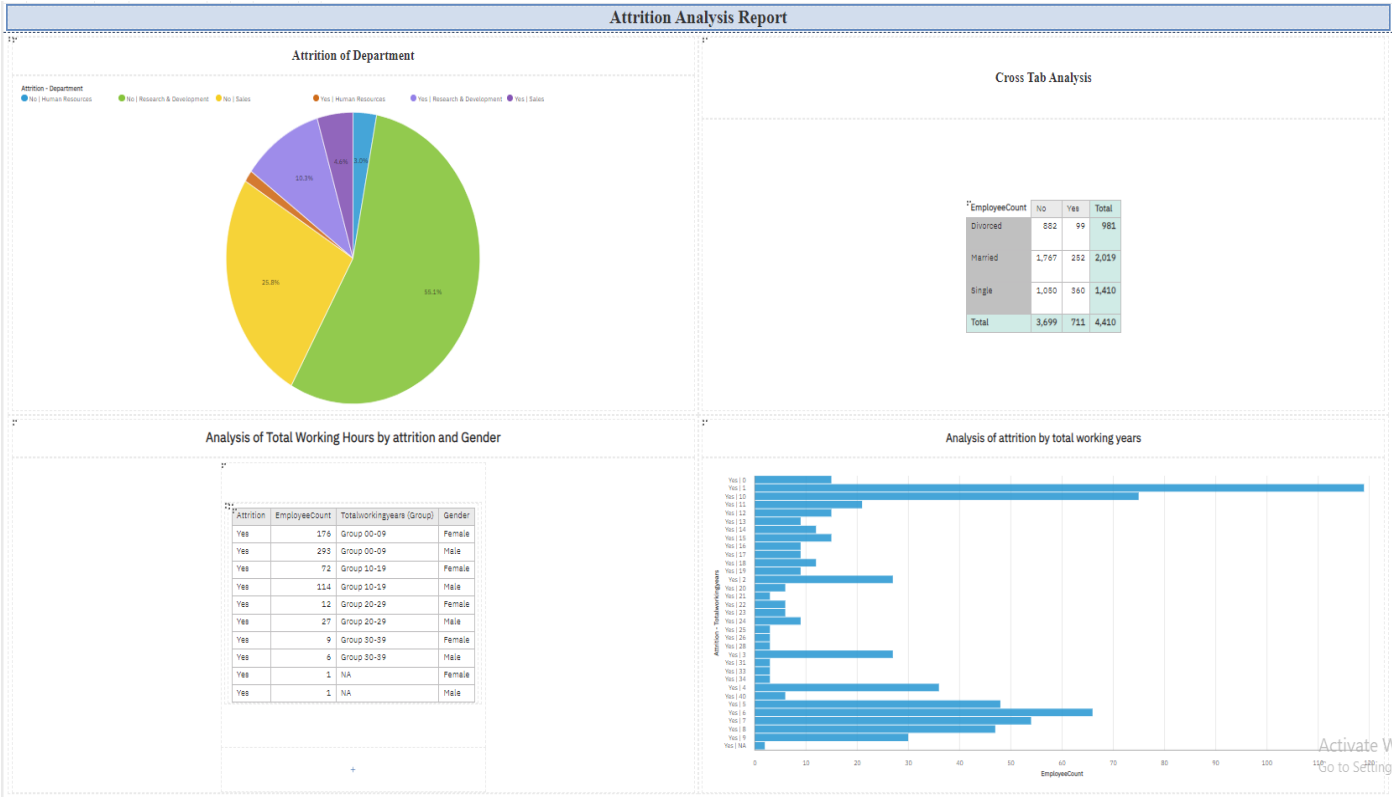 Attrition Analysis Report
Attrition of Department
Attrition - Department
No | Human Resources No | Research & Development No | Sales Yes | Human Resources Yes | Research & Development Yes | Sales
4.6% 3.0%
10.3%
25.8%
55.1%
Cross Tab Analysis
EmployeeCount No Yes Total
Divorced 882 99 981
Married 1,767 252 2,019
Single 1,050 360 1,410
Total 3,699 711 4,410
Analysis of Total Working Hours by attrition and Gender
Attrition EmployeeCount Totalworkingyears (Group) Gender
Yes 176 Group 00-09 Female
Yes 293 Group 00-09 Male
Yes 72 Group 10-19 Female
Yes 114 Group 10-19 Male
Yes 12 Group 20-29 Female
Yes 27 Group 20-29 Male
Yes 9 Group 30-39 Female
Yes 6 Group 30-39 Male
Yes 1 NA Female
Yes 1 NA Male
+
Analysis of attrition by total working years
Attrition - Totalworkingyears
Yes | 0
Yes | 1
Yes | 10
Yes | 11
Yes | 12
Yes | 13
Yes | 14
Yes | 15
Yes | 16
Yes | 17
Yes | 18
Yes | 19
Yes | 2
Yes | 20
Yes | 21
Yes | 22
Yes | 23
Yes | 24
Yes | 25
Yes | 26
Yes | 28
Yes | 3
Yes | 31
Yes | 33
Yes | 34
Yes | 4
Yes | 40
Yes | 5
Yes | 6
Yes | 7
Yes | 8
Yes | 9
Yes | NA
0 10 20 30 40 50 60 70 80 90 100 110 120
EmployeeCount
Activate W
Go to Setting